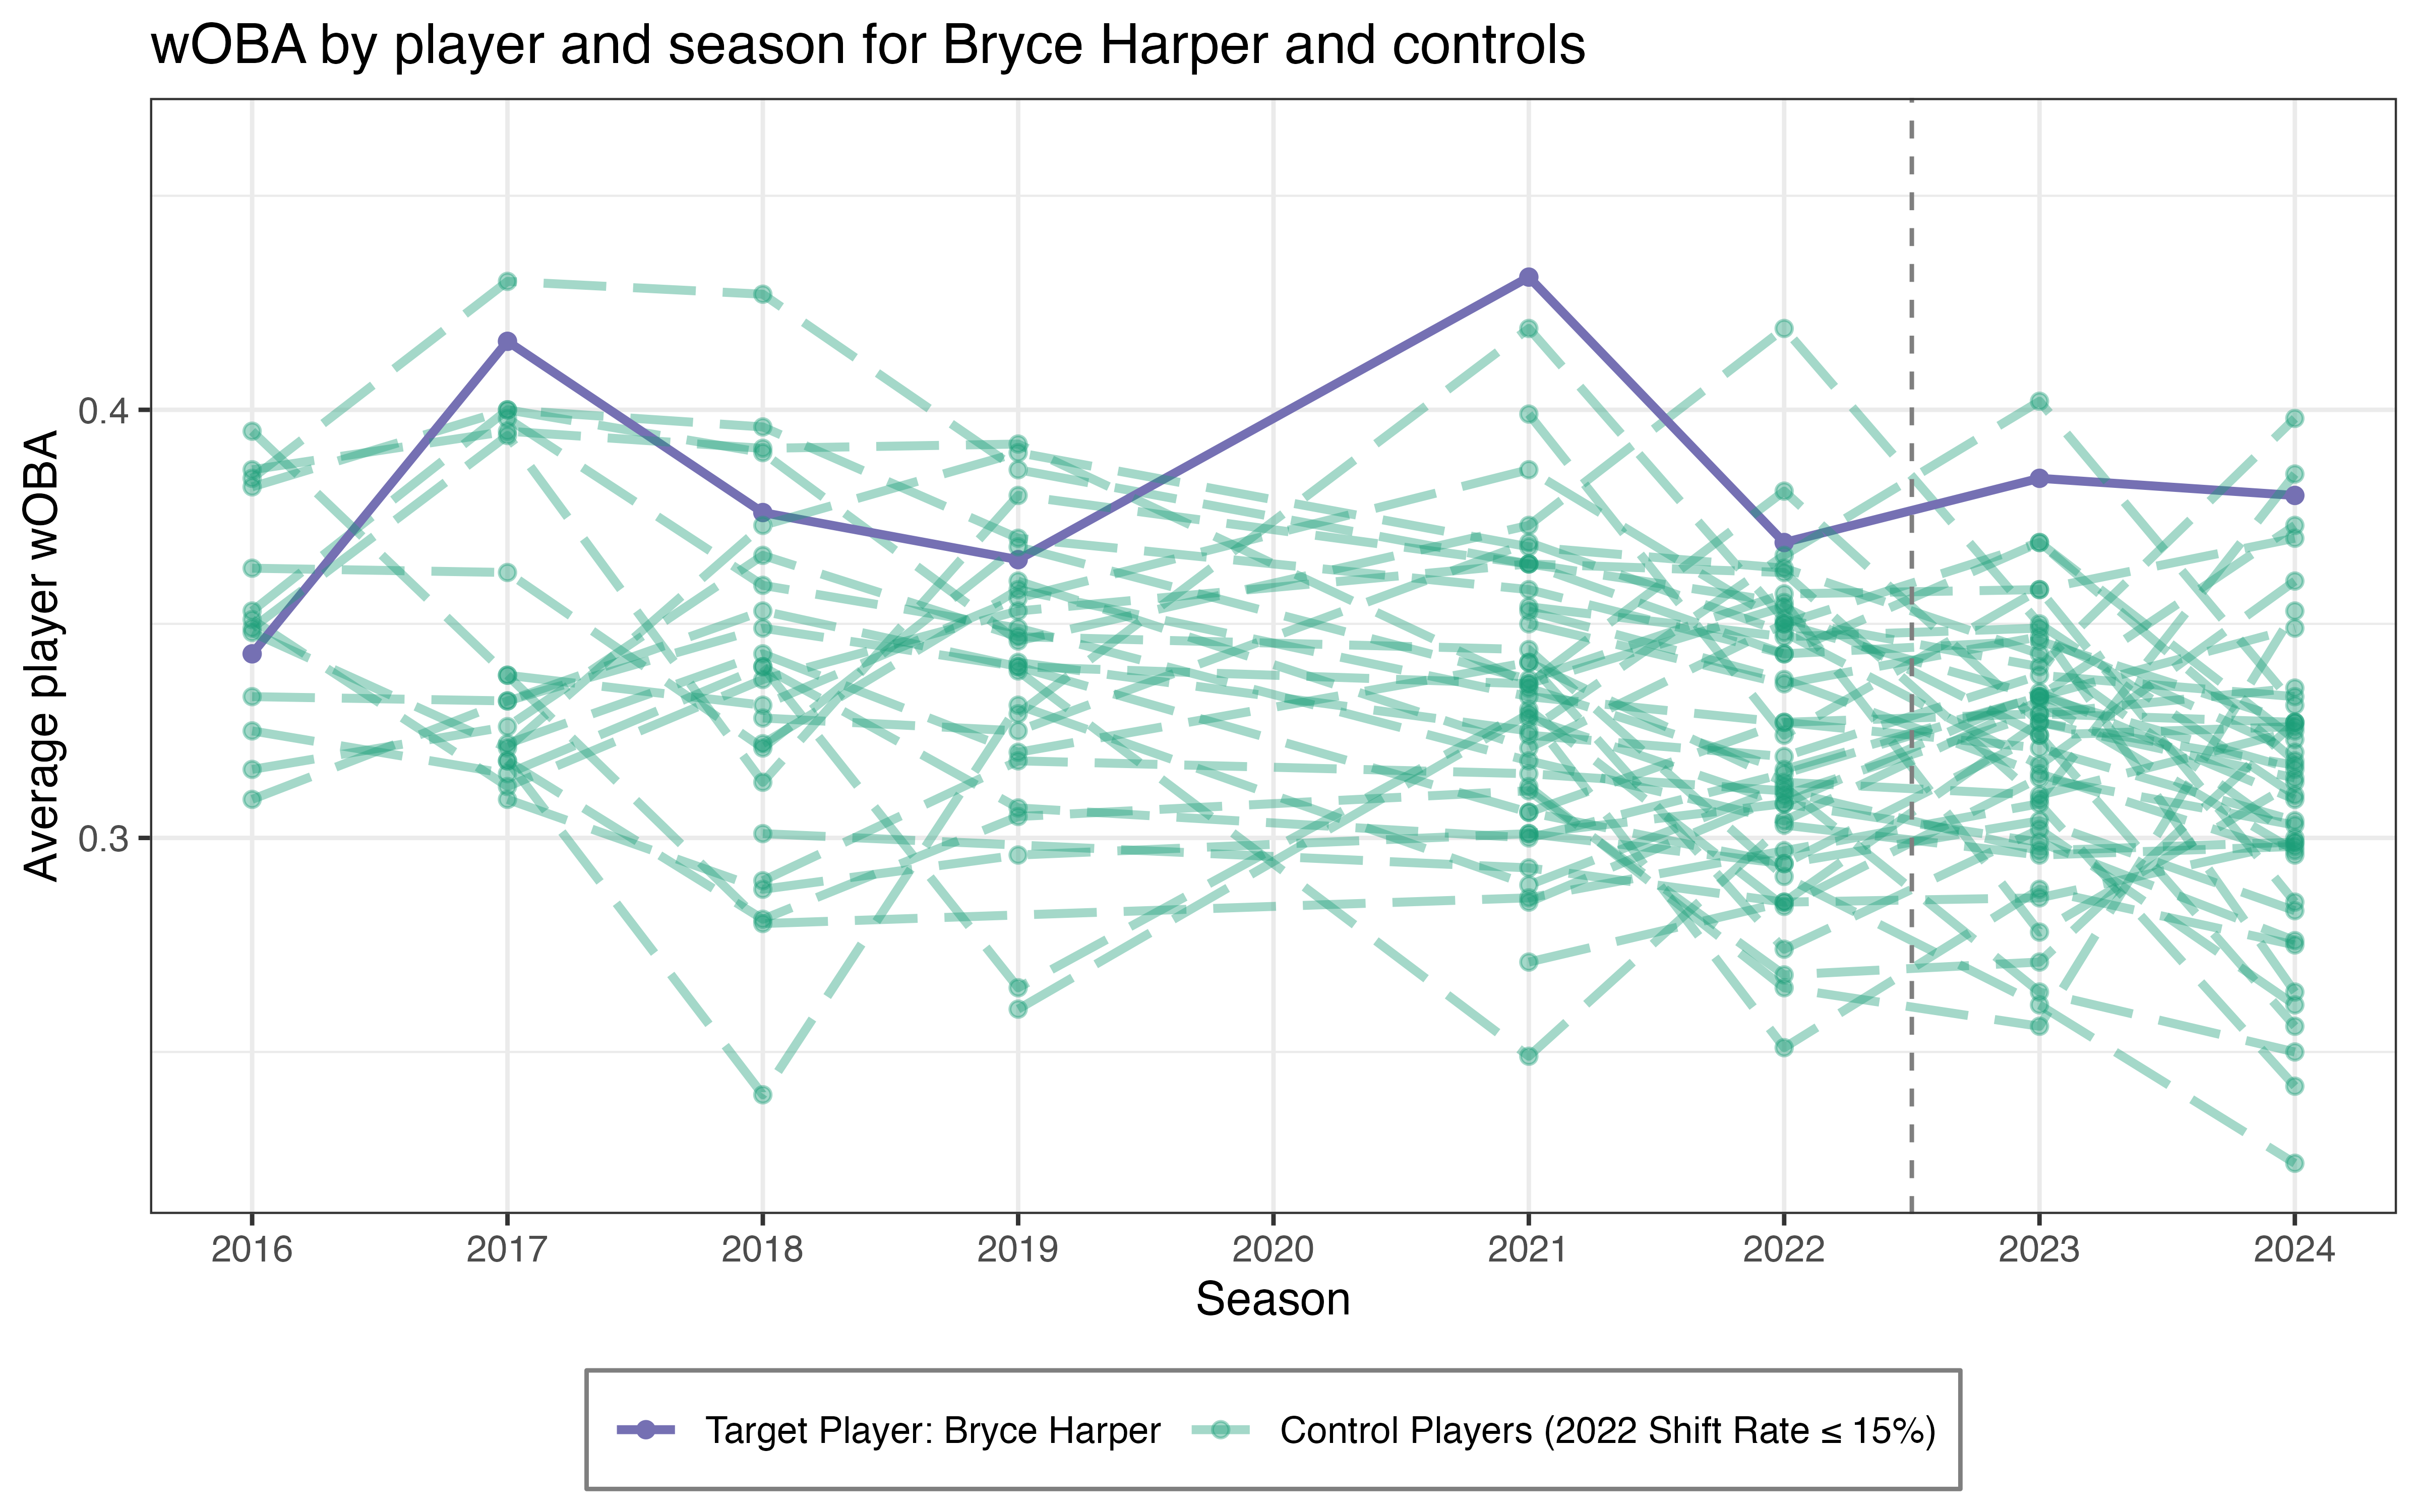 wOBA by player and season for Bryce Harper and controls
Average player wOBA
0.4
0.3
2016 2017 2018 2019 2020 2021 2022 2023 2024
Season
Target Player: Bryce Harper Control Players (2022 Shift Rate ≤ 15%)